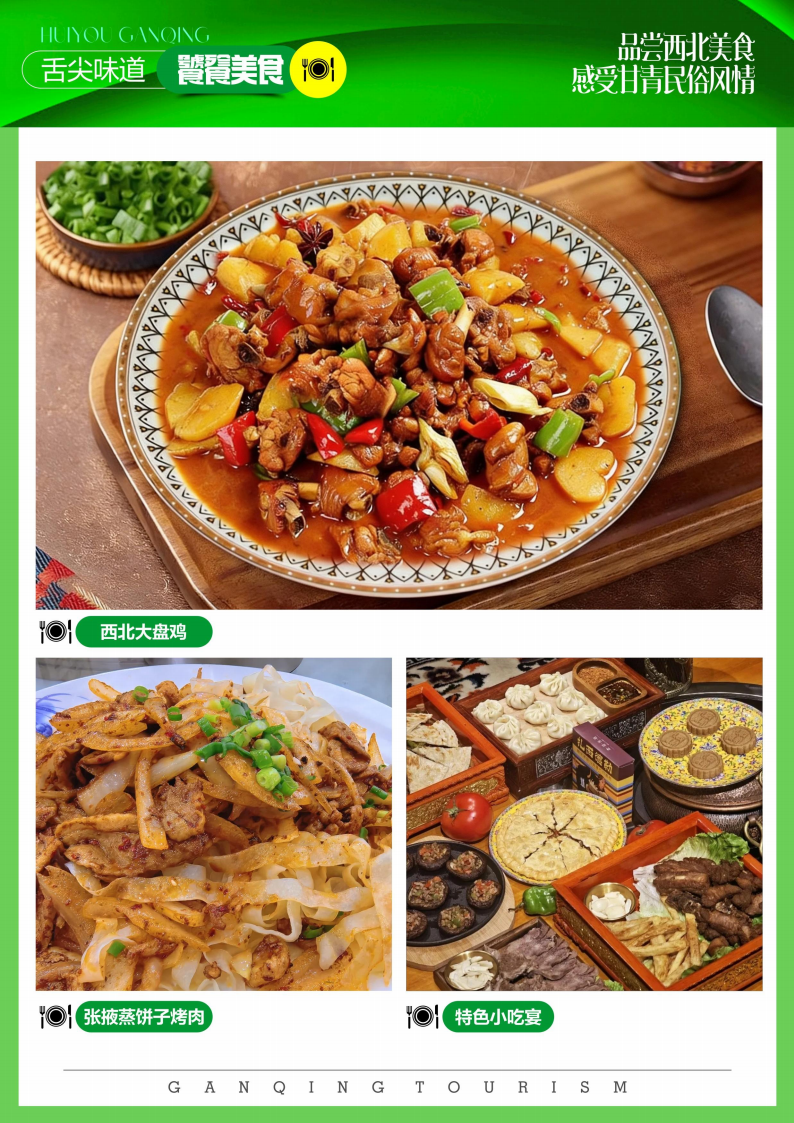 HUIYOU GANQING
舌尖味道
饕餮美食
品尝西北美食
感受甘青民俗风情
西北大盘鸡
张掖蒸饼子烤肉
特色小吃宴
GANQING TOURISM